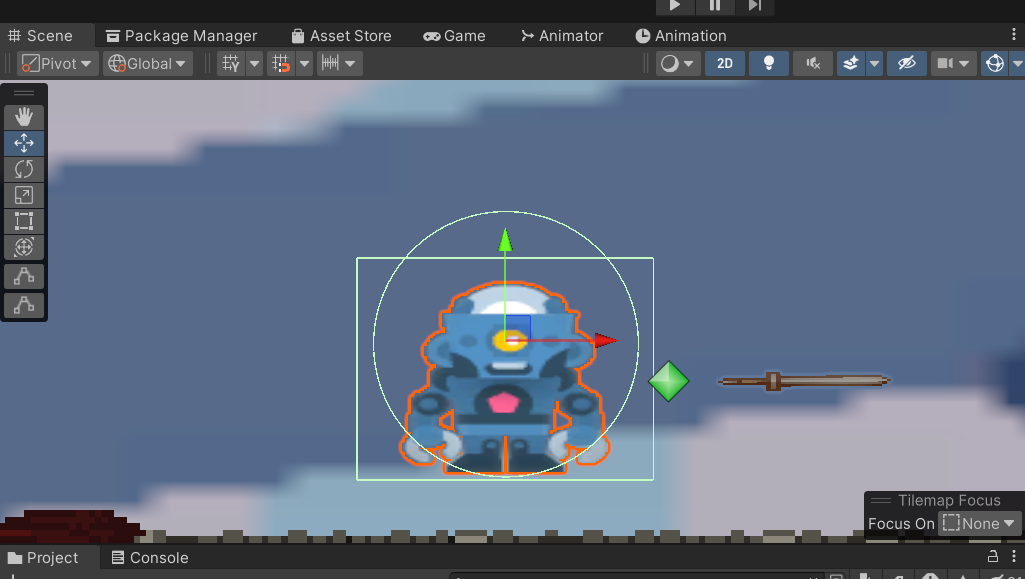 Scene Package Manager Asset Store Game Animator Animation
Pivot Global 2D
Tilemap Focus
Focus On None
Project Console